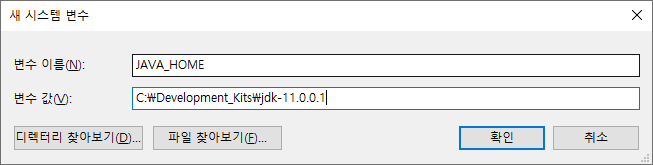 새 시스템 변수
변수 이름(N):
JAVA_HOME
변수 값(V):
C:₩Development_Kits₩jdk-11.0.0.1
디렉터리 찾아보기(D)...
파일 찾아보기(F)...
확인
취소